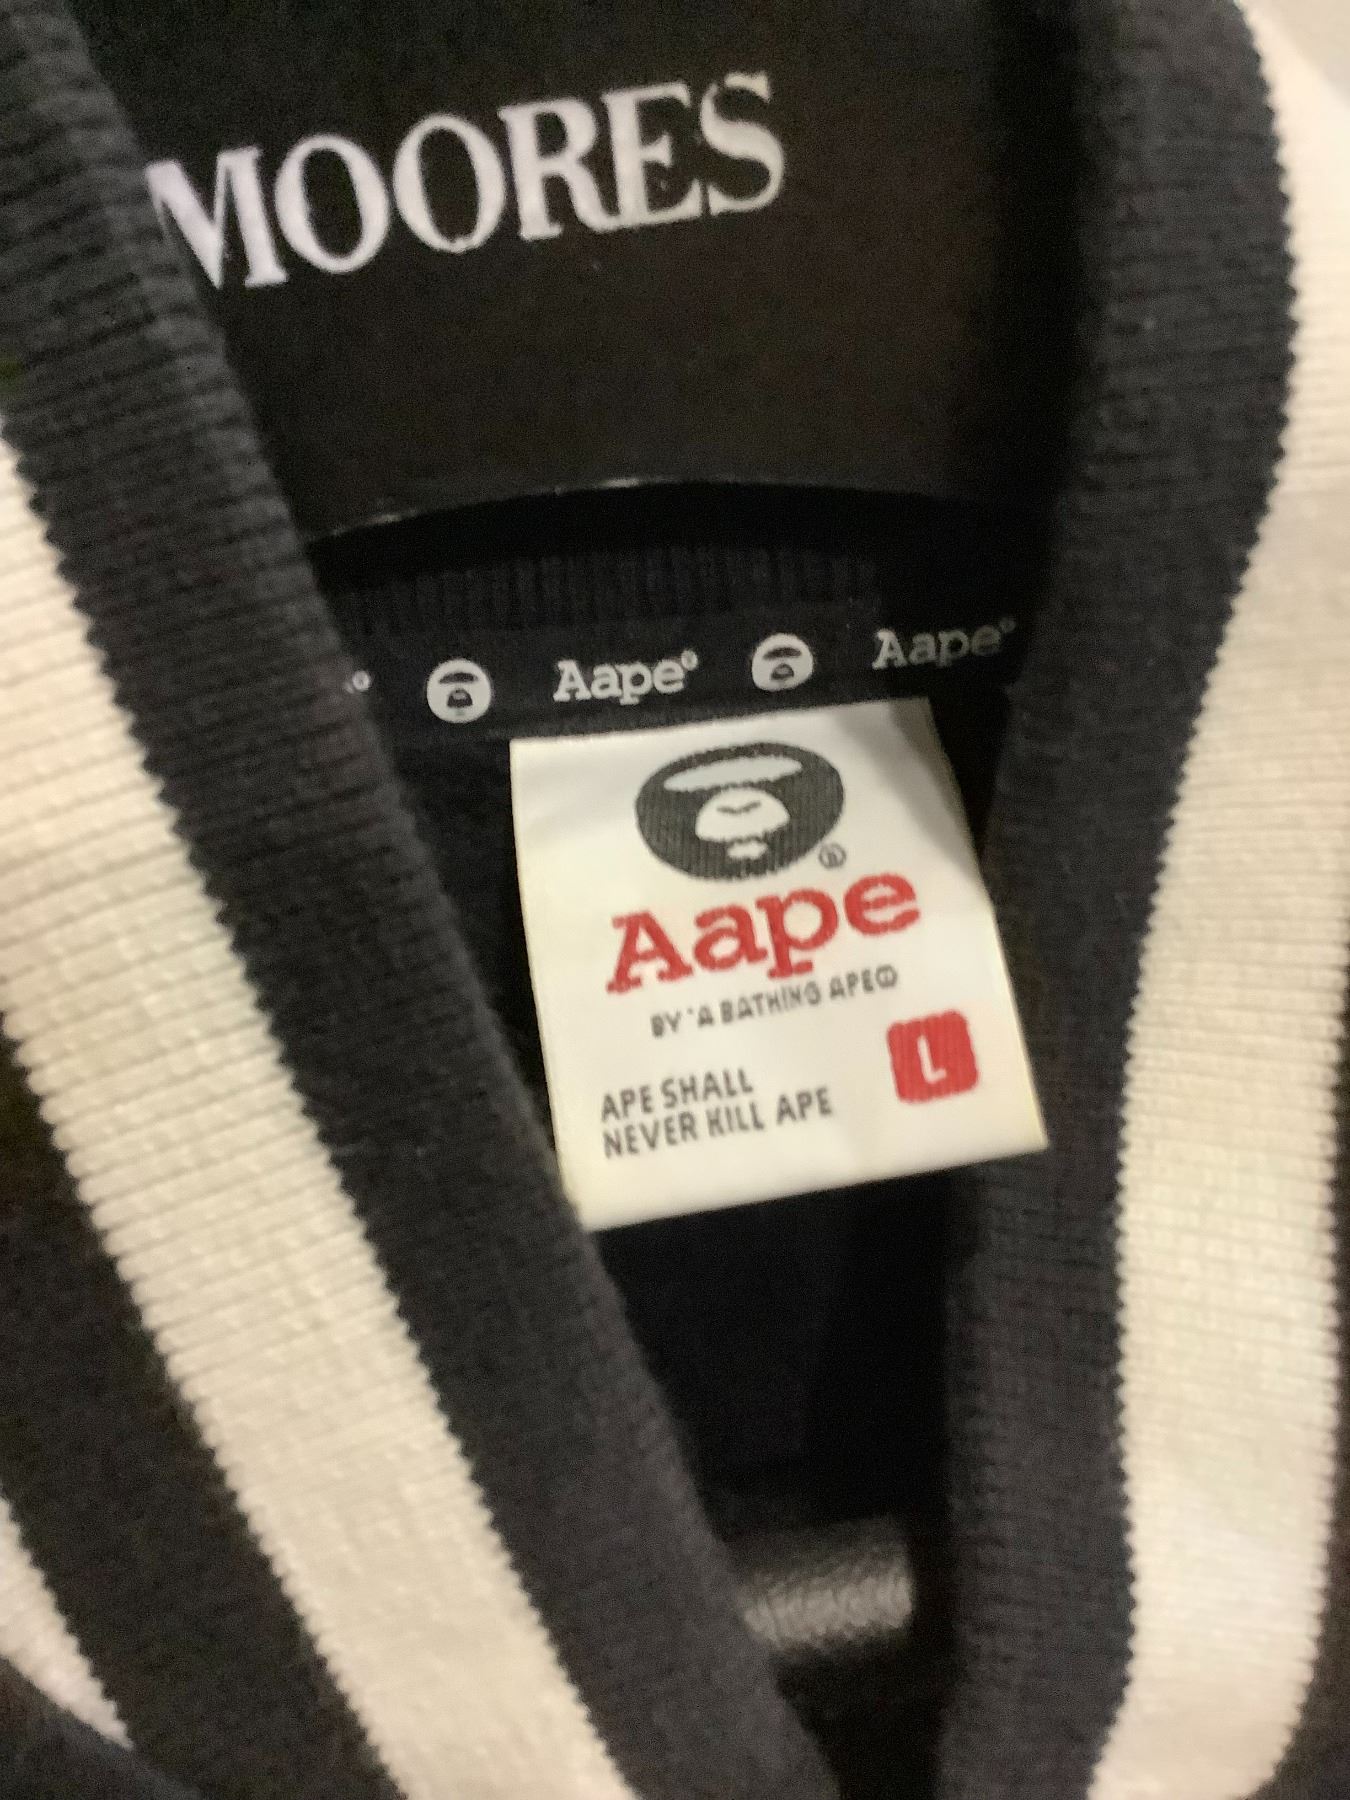 MOORES
Aape Aape
Aape
BY *A BATHING APE®
APE SHALL
NEVER KILL APE
L